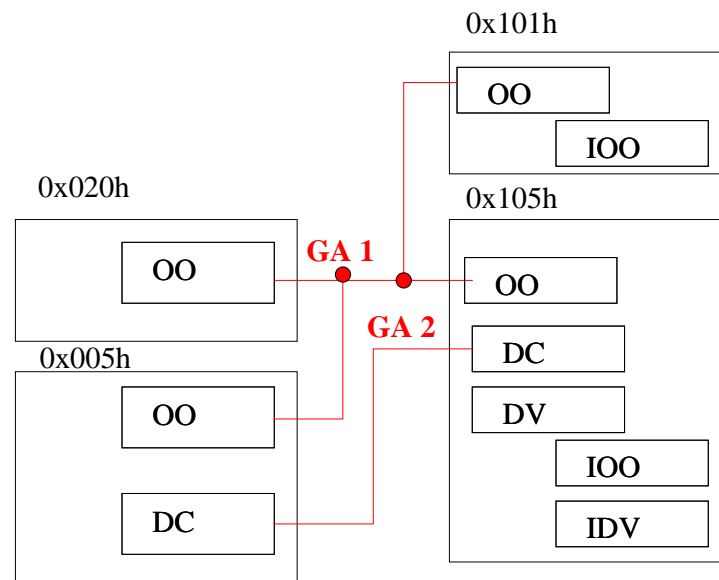 0x101h
OO
IOO
0x020h
OO
GA 1
0x105h
OO
GA 2
DC
DV
IOO
IDV
0x005h
OO
DC